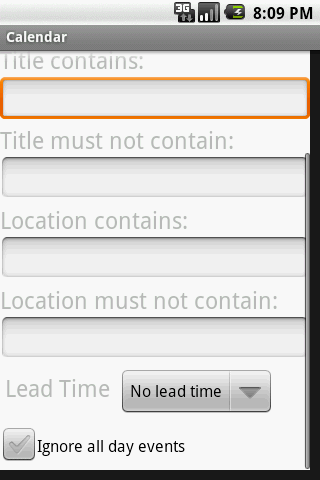 3G 8:09 PM
Calendar
Title contains:
Title must not contain:
Location contains:
Location must not contain:
Lead Time No lead time
Ignore all day events